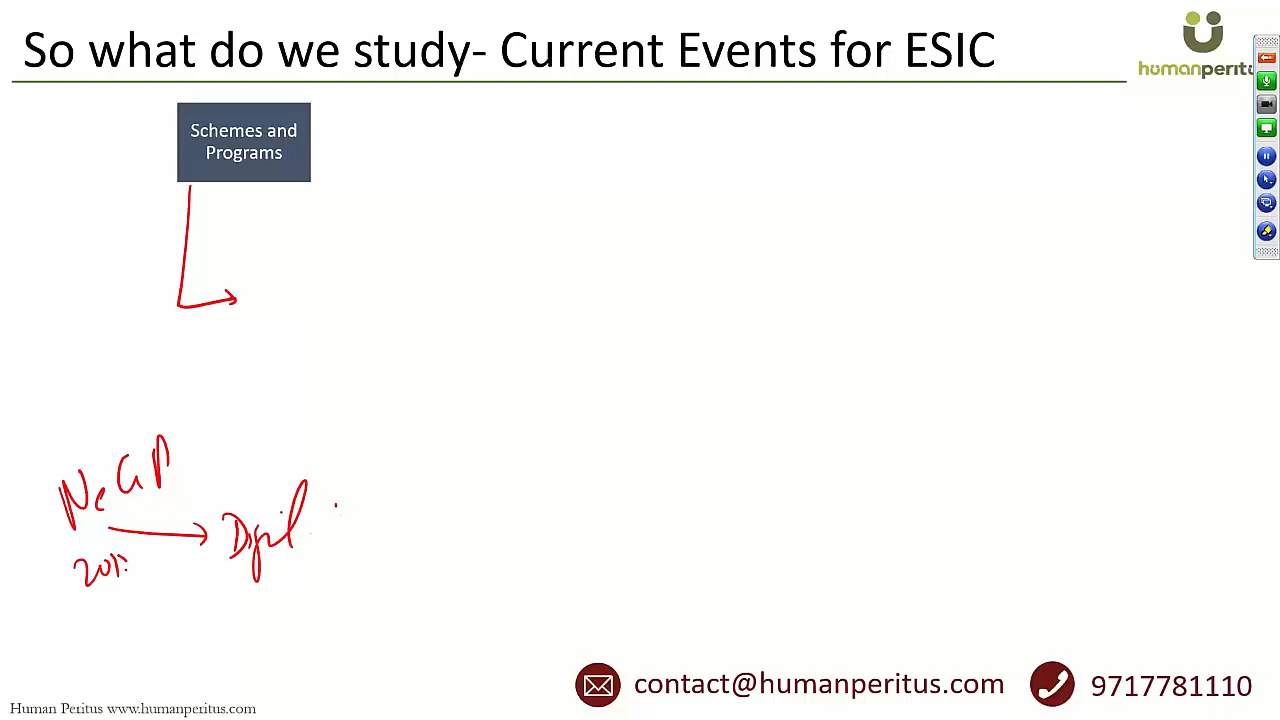 So what do we study- Current Events for ESIC
humanperitu
Schemes and
Programs
NeGP
contact@humanperitus.com
9717781110
Human Peritus www.humanperitus.com